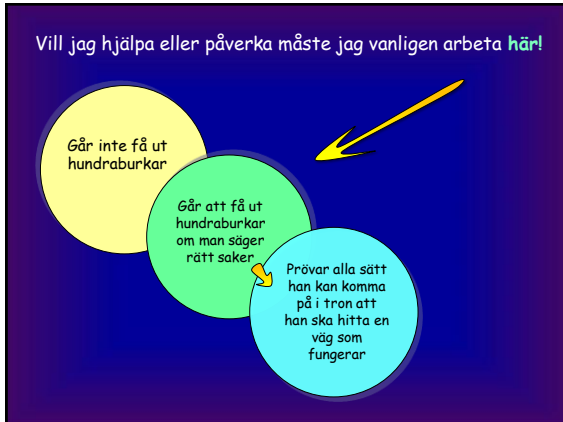 Vill jag hjälpa eller påverka måste jag vanligen arbeta här!
Går inte få ut
hundraburkar
Går att få ut
hundraburkar
om man säger
rätt saker
Prövar alla sätt
han kan komma
på i tron att
han ska hitta en
väg som
fungerar